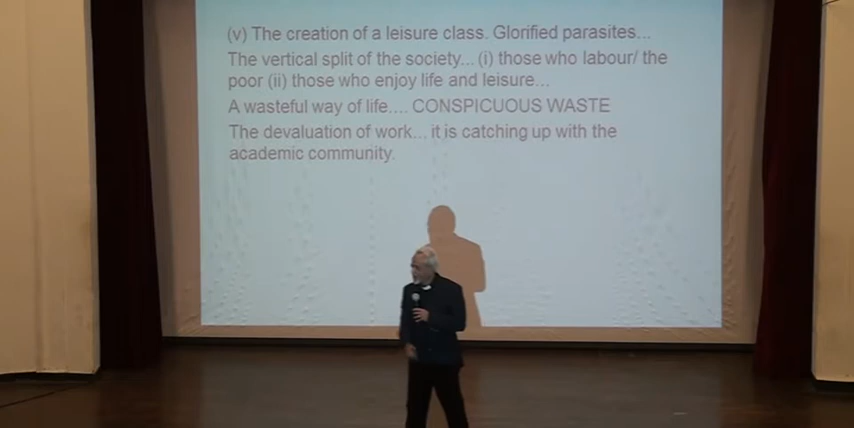 (v) The creation of a leisure class. Glorified parasites...
The vertical split of the society... (i) those who labour/ the
poor (ii) those who enjoy life and leisure...
A wasteful way of life.... CONSPICUOUS WASTE
The devaluation of work... it is catching up with the
academic community.